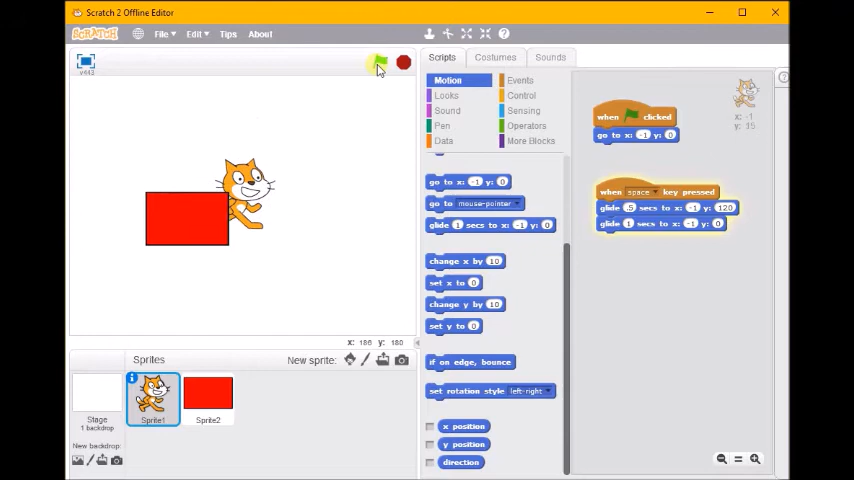 Scratch 2 Offline Editor
SCRATCH File Edit Tips About
v443
Scripts Costumes Sounds
Motion Events
Looks Control
Sound Sensing
Pen Operators
Data More Blocks
go to x: -1 y: 0
go to mouse-pointer
glide 1 secs to x: -1 y: 0
change x by 10
set x to 0
change y by 10
set y to 0
if on edge, bounce
set rotation style left-right
x position
y position
direction
when clicked
go to x: -1 y: 0
when space key pressed
glide .5 secs to x: -1 y: 120
glide 1 secs to x: -1 y: 0
x: -1
y: 15
x: 186 y: 180
Sprites New sprite:
Stage
1 backdrop
New backdrop:
Sprite1
Sprite2